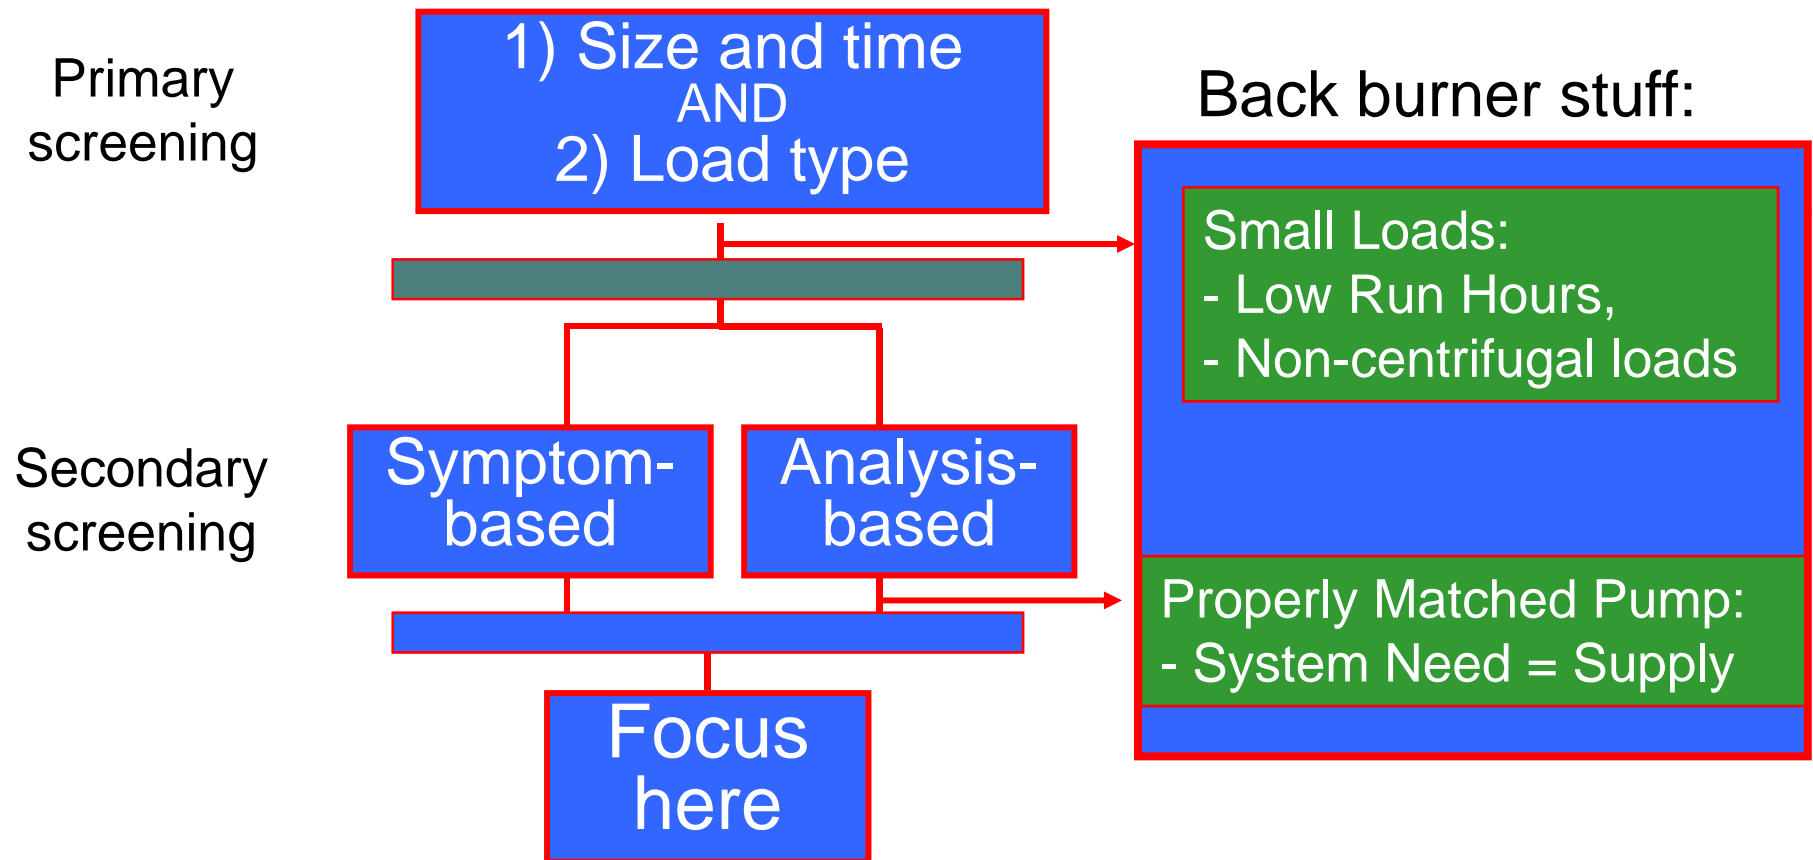 Primary
screening
1) Size and time
AND
2) Load type
Back burner stuff:
Small Loads:
- Low Run Hours,
- Non-centrifugal loads
Secondary
screening
Symptom-
based
Analysis-
based
Properly Matched Pump:
- System Need = Supply
Focus
here